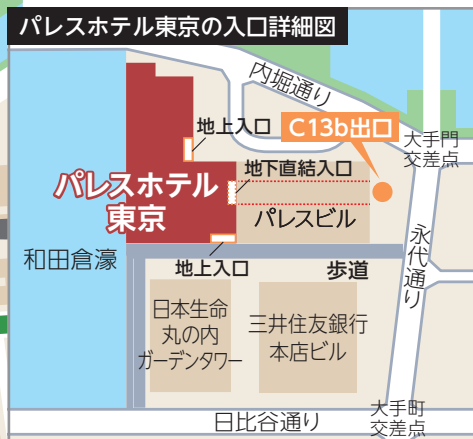 パレスホテル東京の入口詳細図
内堀通り
地上入口
C13b出口
大手門
交差点
地下直結入口
パレスホテル
東京
パレスビル
永代通り
和田倉濠
地上入口
歩道
日本生命
丸の内
ガーデンタワー
三井住友銀行
本店ビル
大手町
交差点
日比谷通り